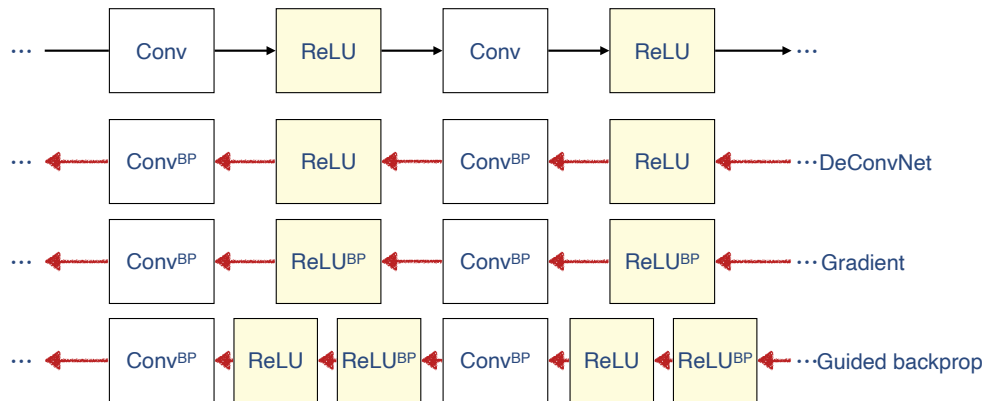 ··· Conv ReLU Conv ReLU ···
··· Convᴮᴾ ReLU Convᴮᴾ ReLU ···DeConvNet
··· Convᴮᴾ ReLUᴮᴾ Convᴮᴾ ReLUᴮᴾ ···Gradient
··· Convᴮᴾ ReLU ReLUᴮᴾ Convᴮᴾ ReLU ReLUᴮᴾ ···Guided backprop